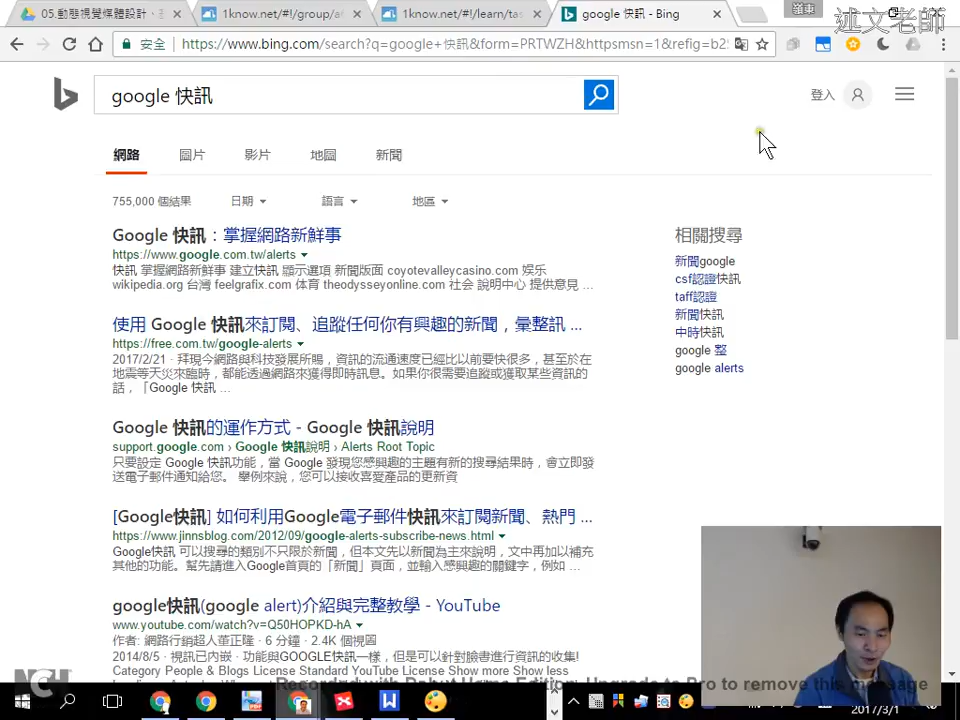 05.動態視覺媒體設計．
1know.net/#!/group/a
1know.net/#!/learn/tas
google 快訊 - Bing
述文老師
安全
https://www.bing.com/search?q=google+快訊&form=PRTWZH&httpsmsn=1&refig=b2
google 快訊
登入
網路 圖片 影片 地圖 新聞
755,000 個結果 日期 語言 地區
Google 快訊：掌握網路新鮮事
https://www.google.com.tw/alerts
快訊 掌握網路新鮮事 建立快訊 顯示選項 新聞版面 coyotevalleycasino.com 娱乐
wikipedia.org 台灣 feelgrafix.com 体育 theodysseyonline.com 社会 說明中心 提供意見 ...
使用 Google 快訊來訂閱、追蹤任何你有興趣的新聞，彙整訊 ...
https://free.com.tw/google-alerts
2017/2/21 · 拜現今網路與科技發展所賜，資訊的流通速度已經比以前要快很多，甚至於在
地震等天災來臨時，都能透過網路來獲得即時訊息。如果你很需要追蹤或獲取某些資訊的
話，「Google 快訊 ...
Google 快訊的運作方式 - Google 快訊說明
support.google.com › Google 快訊說明 › Alerts Root Topic
只要設定 Google 快訊功能，當 Google 發現您感興趣的主題有新的搜尋結果時，會立即發
送電子郵件通知給您。 舉例來說，您可以接收喜愛產品的更新資
[Google快訊] 如何利用Google電子郵件快訊來訂閱新聞、熱門 ...
https://www.jinnsblog.com/2012/09/google-alerts-subscribe-news.html
Google快訊 可以搜尋的類別不只限於新聞，但本文先以新聞為主來說明，文中再加以補充
其他的功能。幫先請進入Google首頁的「新聞」頁面，並輸入感興趣的關鍵字，例如 ...
google快訊(google alert)介紹與完整教學 - YouTube
www.youtube.com/watch?v=Q50HOPKD-hA
作者: 網路行銷超人董正隆 · 6 分鐘 · 2.4K 個視圖
2014/8/5 · 視訊已內嵌 · 功能與GOOGLE快訊一樣，但是可以針對臉書進行資訊的收集!
Category People & Blogs License Standard YouTube License Show more Show less
相關搜尋
新聞google
csf認證快訊
taff認證
新聞快訊
中時快訊
google 整
google alerts
NCH
Recorded with Debut Home Edition. Upgrade to Pro to remove this message
2017/3/1